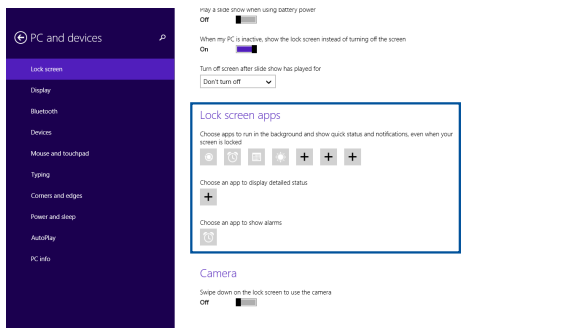 PC and devices
Lock screen
Display
Bluetooth
Devices
Mouse and touchpad
Typing
Corners and edges
Power and sleep
AutoPlay
PC info
Play a slide show when using battery power
Off
When my PC is inactive, show the lock screen instead of turning off the screen
On
Turn off screen after slide show has played for
Don't turn off
Lock screen apps
Choose apps to run in the background and show quick status and notifications, even when your
screen is locked
Choose an app to display detailed status
Choose an app to show alarms
Camera
Swipe down on the lock screen to use the camera
Off